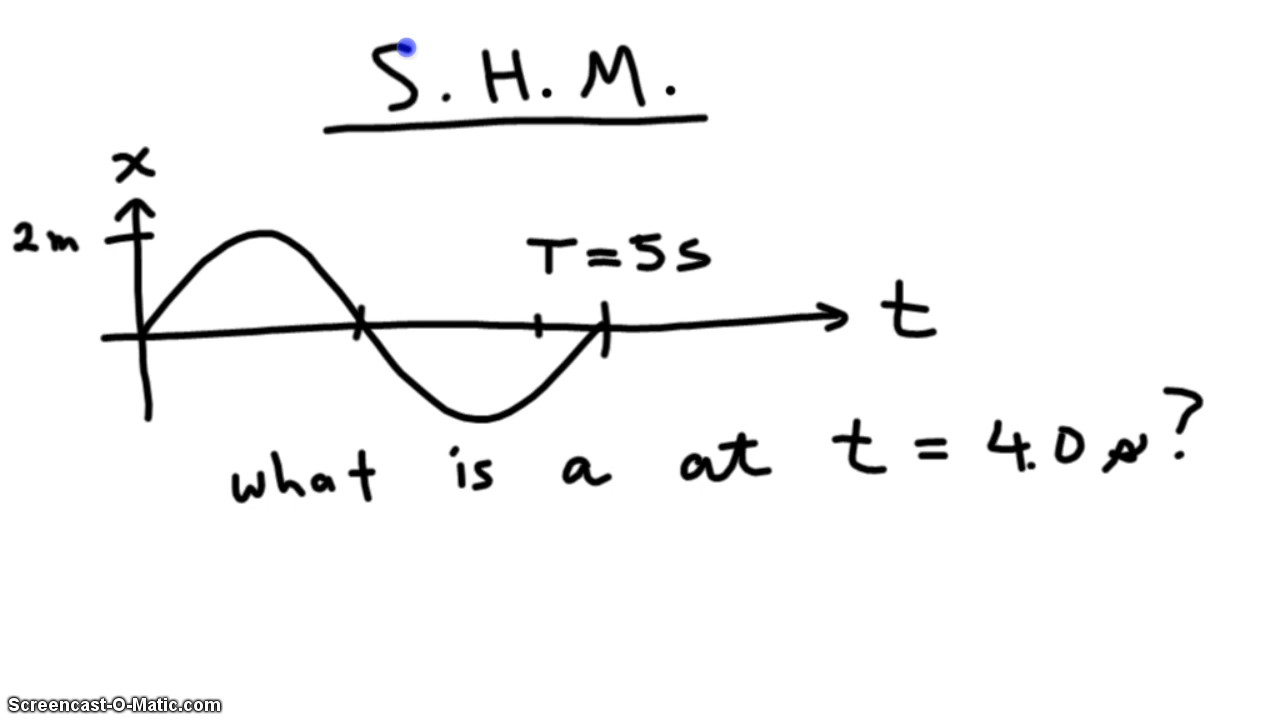 S.H.M.
x
2m
T = 5s
t
what is a at t = 4.0 s?
Screencast-O-Matic.com